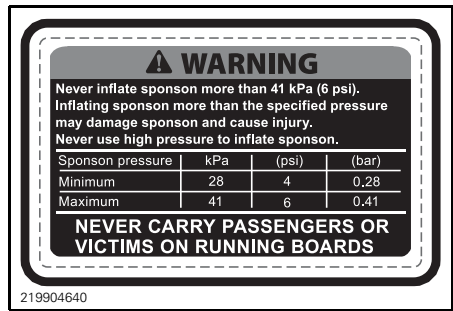 WARNING
Never inflate sponson more than 41 kPa (6 psi).
Inflating sponson more than the specified pressure
may damage sponson and cause injury.
Never use high pressure to inflate sponson.
Sponson pressure | kPa | (psi) | (bar)
Minimum | 28 | 4 | 0.28
Maximum | 41 | 6 | 0.41
NEVER CARRY PASSENGERS OR
VICTIMS ON RUNNING BOARDS
219904640